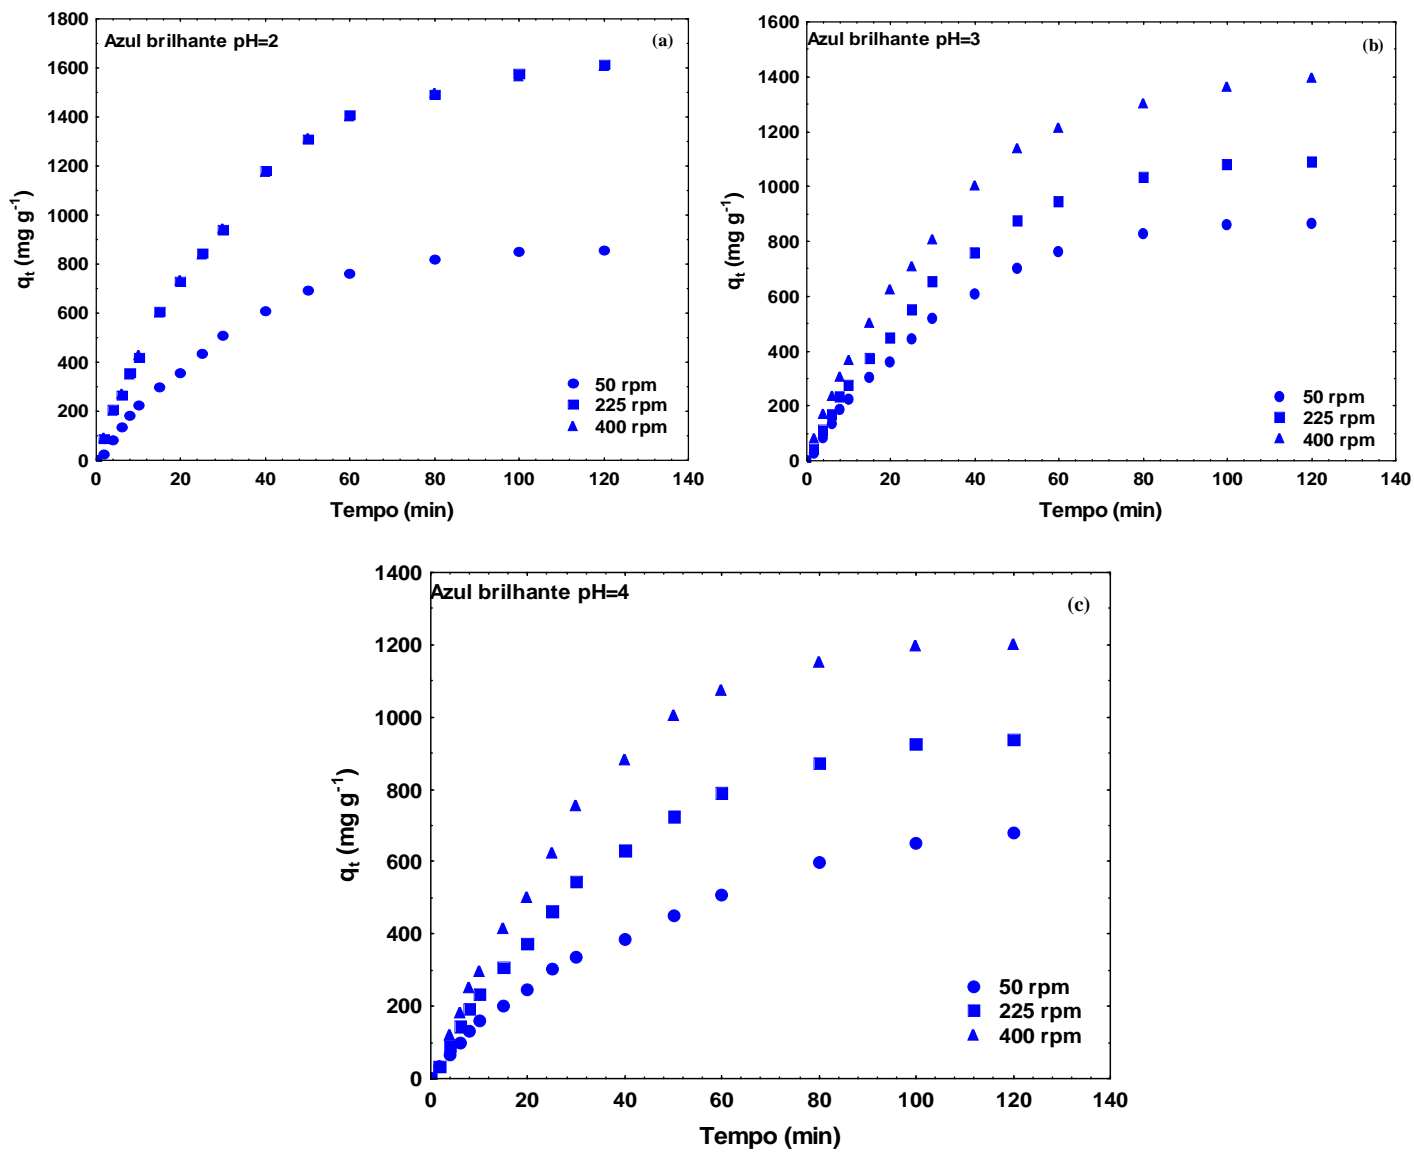 Azul brilhante pH=2
(a)
1800
1600
1400
1200
1000
800
600
400
200
0
qt (mg g-1)
50 rpm
225 rpm
400 rpm
0 20 40 60 80 100 120 140
Tempo (min)
Azul brilhante pH=3
(b)
1600
1400
1200
1000
800
600
400
200
0
qt (mg g-1)
50 rpm
225 rpm
400 rpm
0 20 40 60 80 100 120 140
Tempo (min)
Azul brilhante pH=4
(c)
1400
1200
1000
800
600
400
200
0
qt (mg g-1)
50 rpm
225 rpm
400 rpm
0 20 40 60 80 100 120 140
Tempo (min)